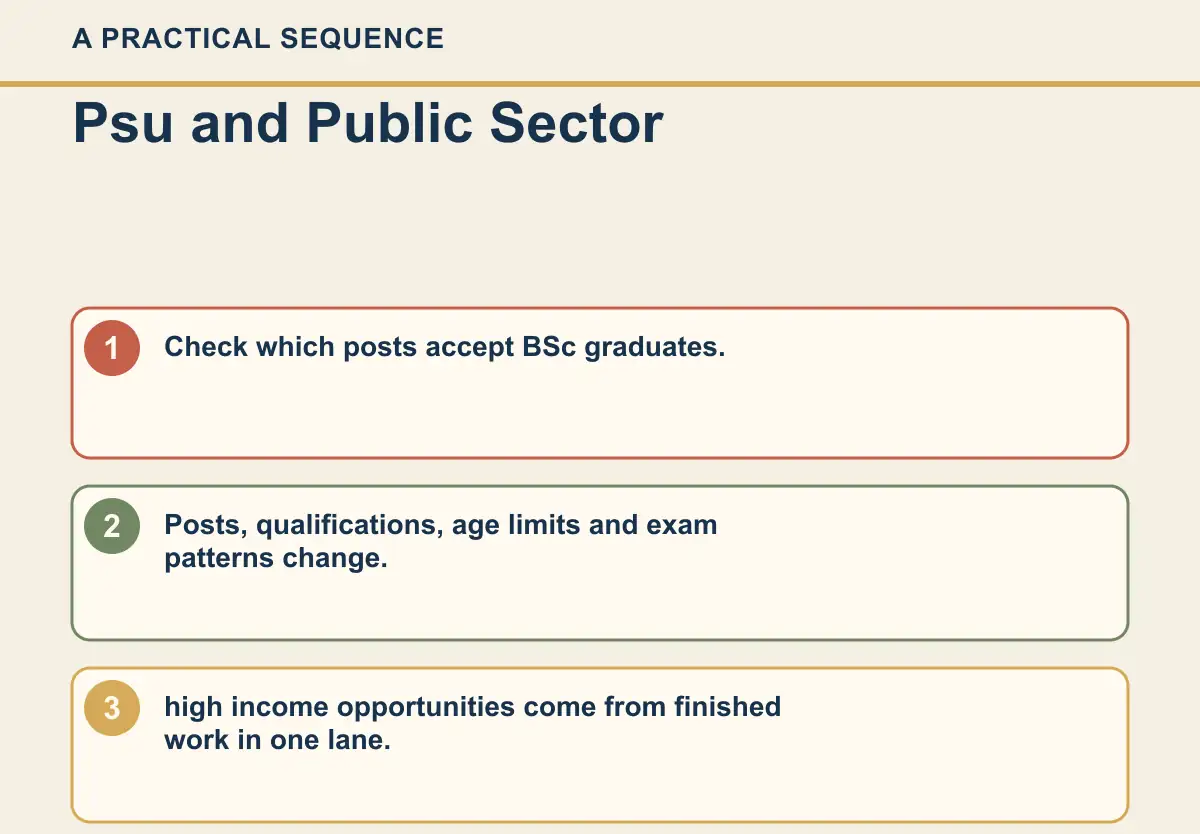 A PRACTICAL SEQUENCE
Psu and Public Sector
1
Check which posts accept BSc graduates.
2
Posts, qualifications, age limits and exam
patterns change.
3
high income opportunities come from finished
work in one lane.